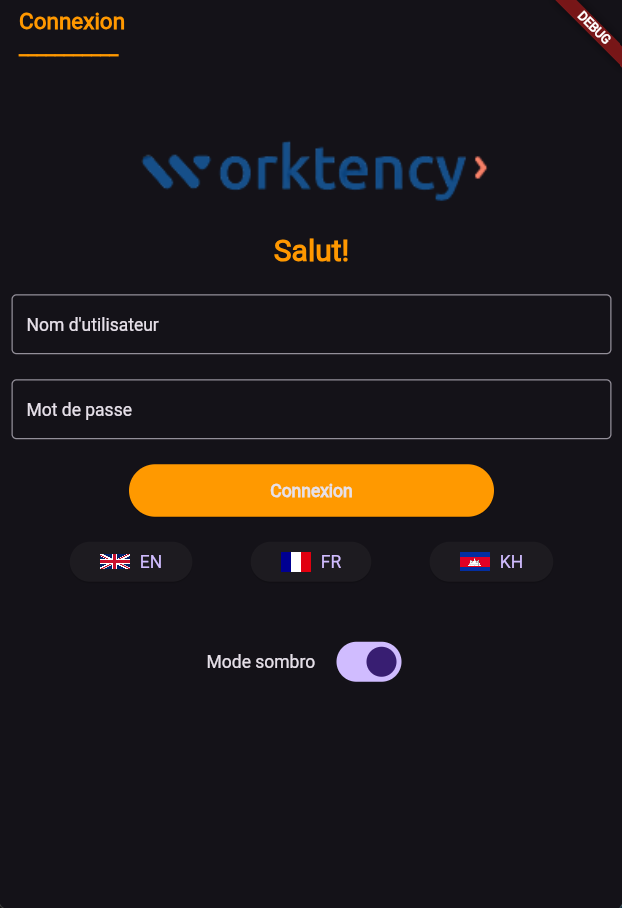 Connexion
DEBUG
Worktency
Salut!
Nom d'utilisateur
Mot de passe
Connexion
EN FR KH
Mode sombro